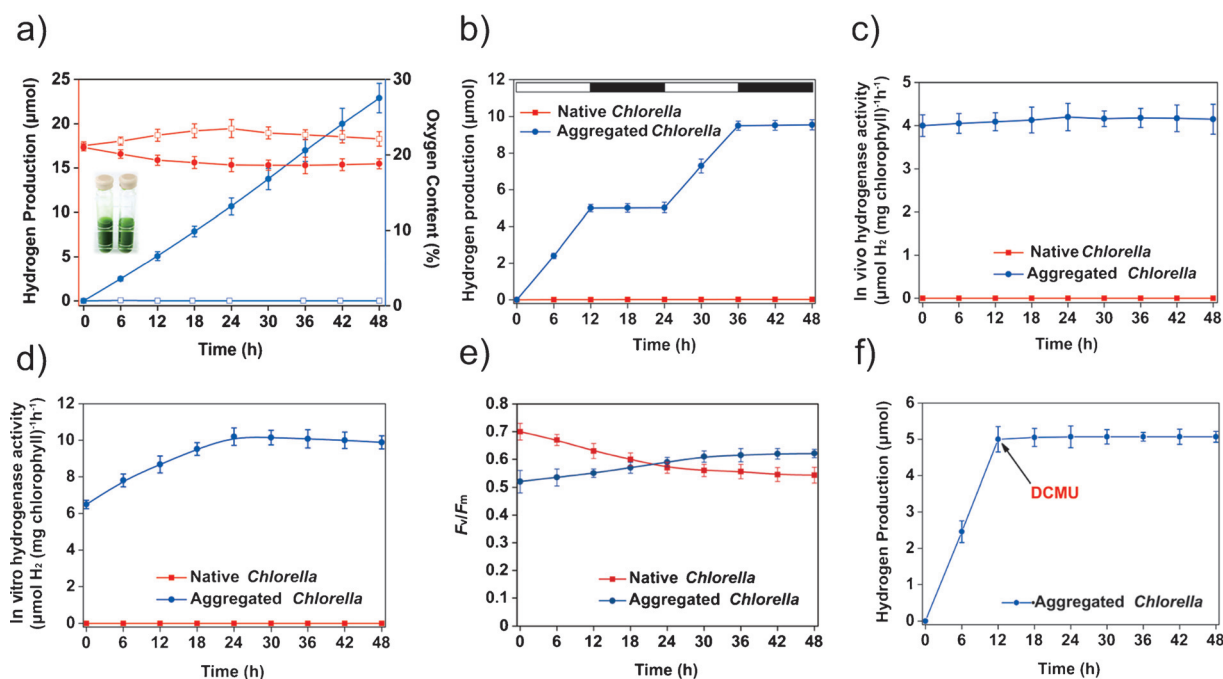 a)
25
20
15
10
5
0
Hydrogen Production (μmol)
30
20
10
0
Oxygen Content (%)
0 6 12 18 24 30 36 42 48
Time (h)
b)
12
10
8
6
4
2
0
Hydrogen production (μmol)
Native Chlorella
Aggregated Chlorella
0 6 12 18 24 30 36 42 48
Time (h)
c)
5
4
3
2
1
0
In vivo hydrogenase activity
(μmol H₂ (mg chlorophyll)⁻¹h⁻¹
Native Chlorella
Aggregated Chlorella
0 6 12 18 24 30 36 42 48
Time (h)
d)
12
10
8
6
4
2
0
In vitro hydrogenase activity
(μmol H₂ (mg chlorophyll)⁻¹h⁻¹
Native Chlorella
Aggregated Chlorella
0 6 12 18 24 30 36 42 48
Time (h)
e)
0.8
0.7
0.6
0.5
0.4
0.3
0.2
0.1
0.0
Fᵥ/Fₘ
Native Chlorella
Aggregated Chlorella
0 6 12 18 24 30 36 42 48
Time (h)
f)
6
5
4
3
2
1
0
Hydrogen Production (μmol)
DCMU
Aggregated Chlorella
0 6 12 18 24 30 36 42 48
Time (h)